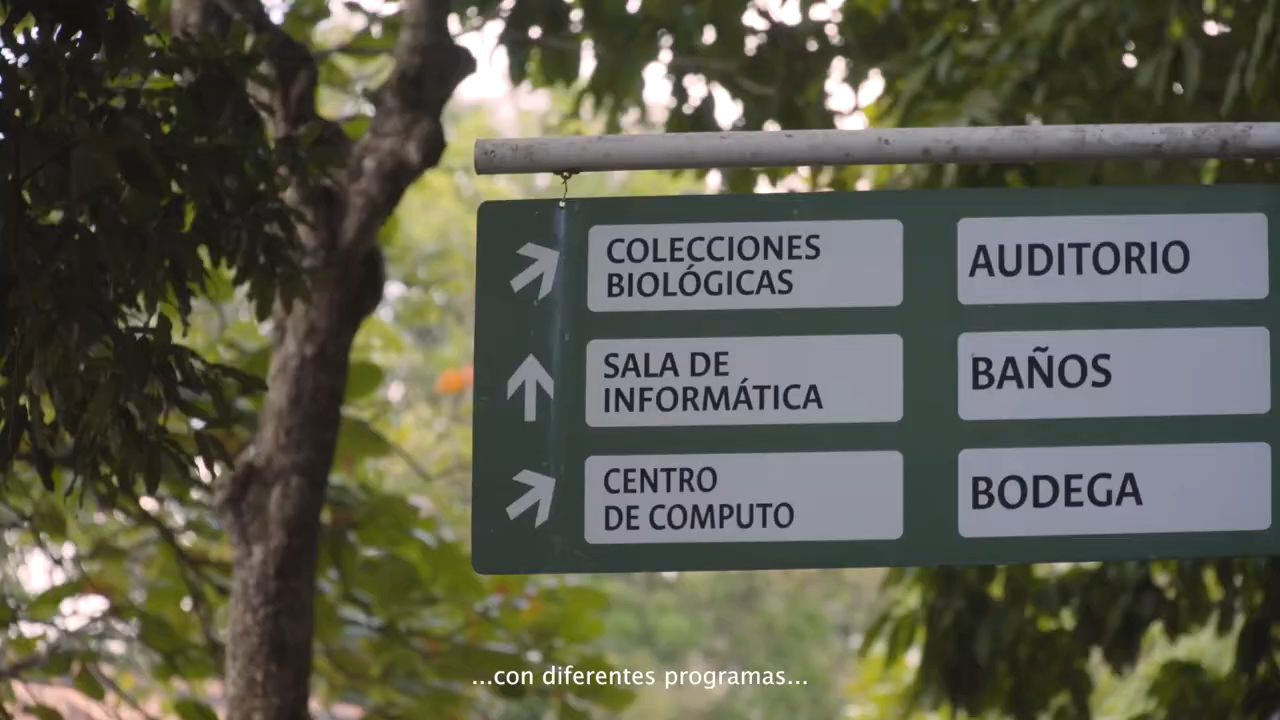 COLECCIONES
BIOLÓGICAS
AUDITORIO
SALA DE
INFORMÁTICA
BAÑOS
CENTRO
DE COMPUTO
BODEGA
...con diferentes programas...